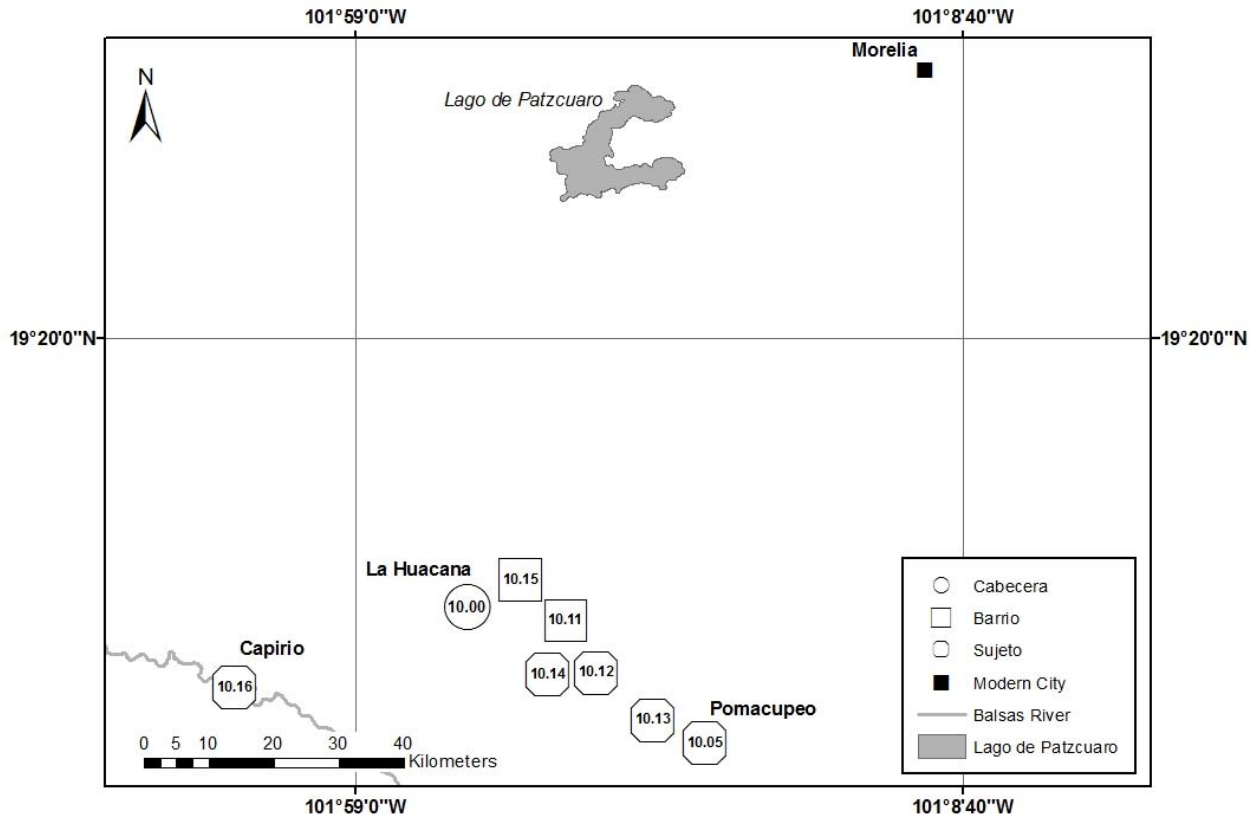 101°59'0"W
101°8'40"W
Morelia
N
Lago de Patzcuaro
19°20'0"N
19°20'0"N
La Huacana
10.15
10.00
10.11
Capirio
10.16
10.14
10.12
Pomacupeo
10.13
10.05
0 5 10 20 30 40
Kilometers
Cabecera
Barrio
Sujeto
Modern City
Balsas River
Lago de Patzcuaro
101°59'0"W
101°8'40"W